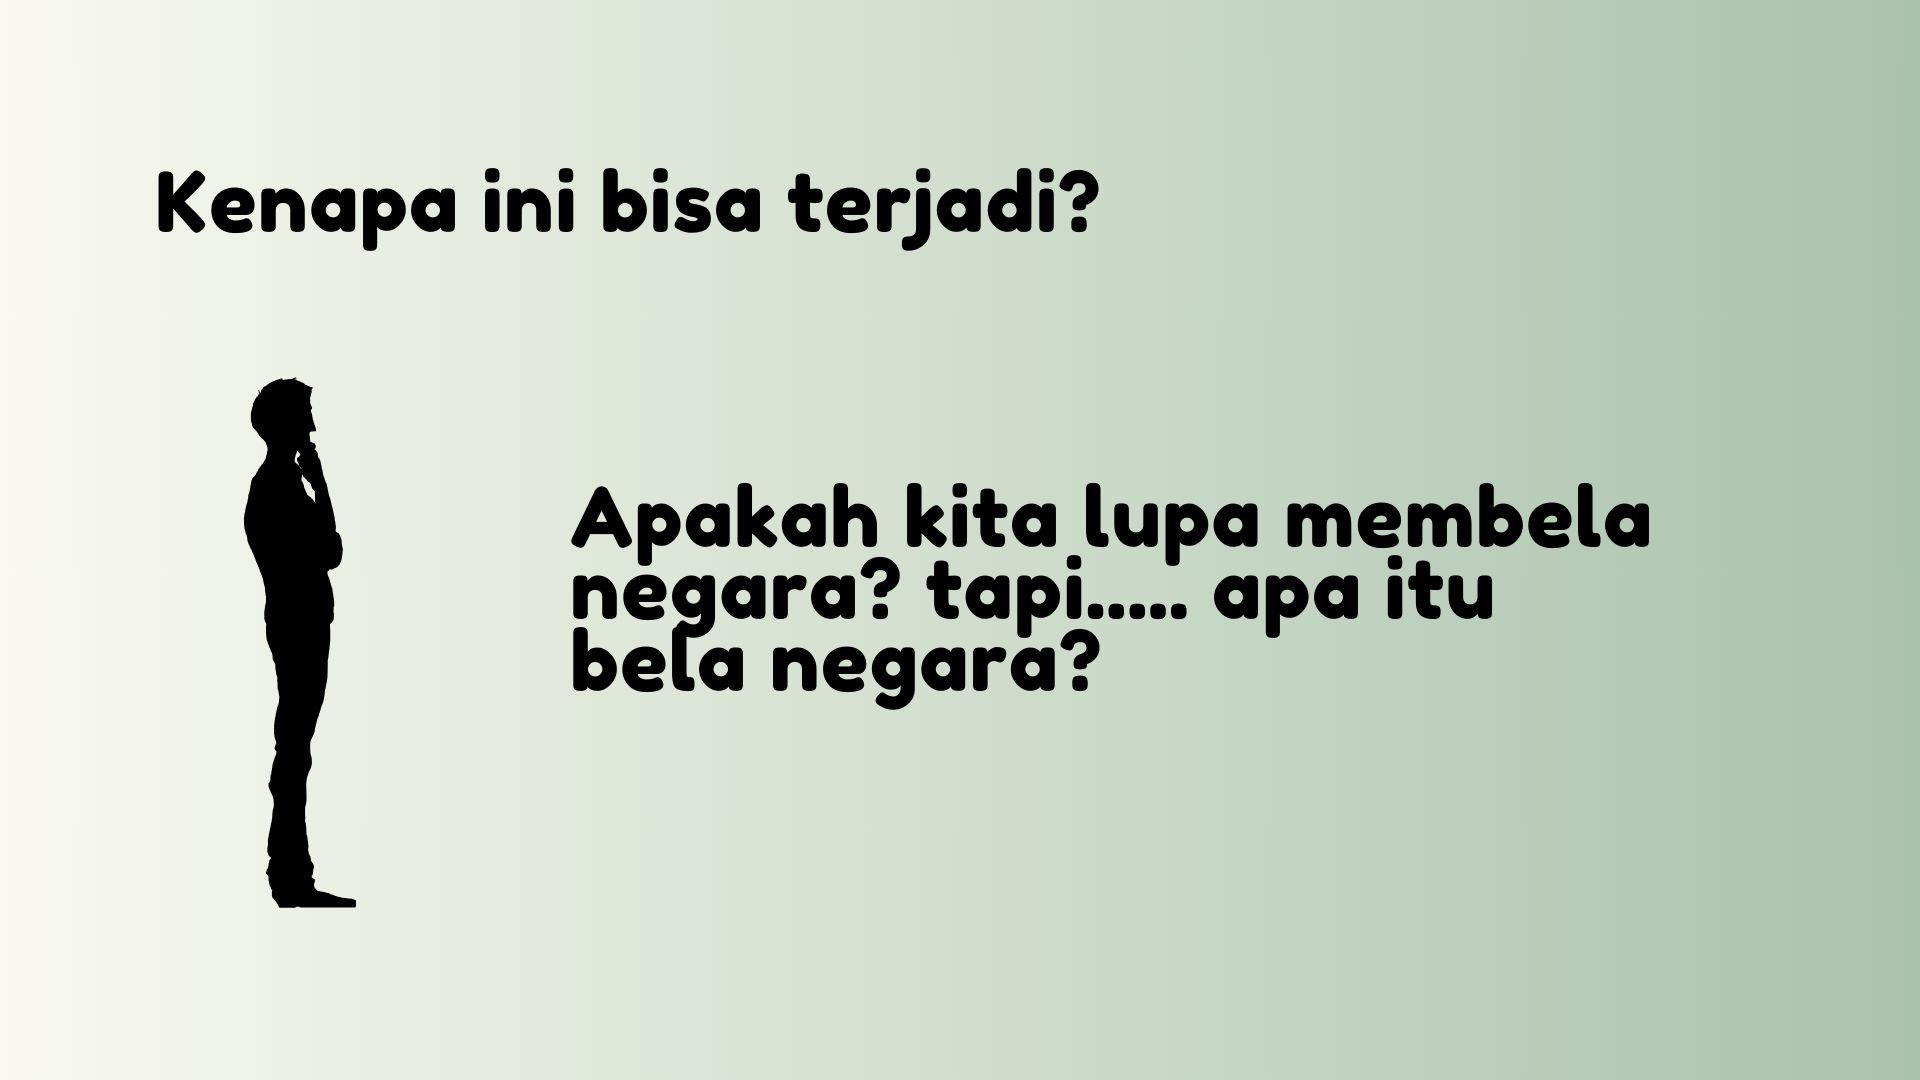 Kenapa ini bisa terjadi?
Apakah kita lupa membela
negara? tapi..... apa itu
bela negara?